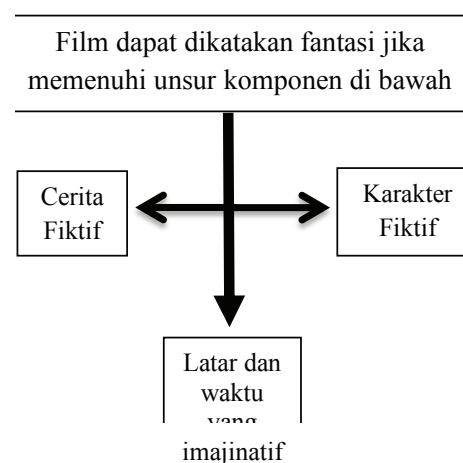 Film dapat dikatakan fantasi jika
memenuhi unsur komponen di bawah
Cerita
Fiktif
Karakter
Fiktif
Latar dan
waktu
yang
imajinatif